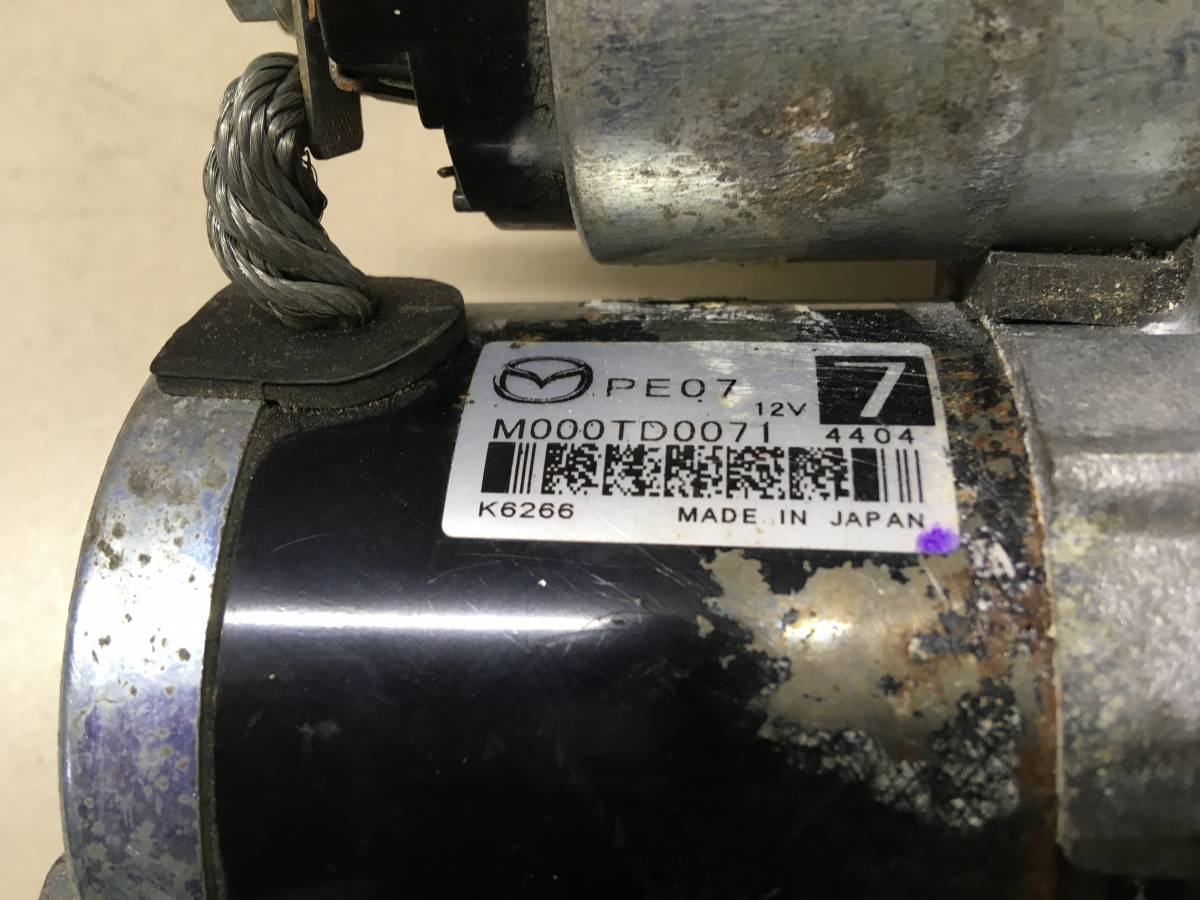 PE07
12V
7
M000TD0071
4404
K6266
MADE IN JAPAN